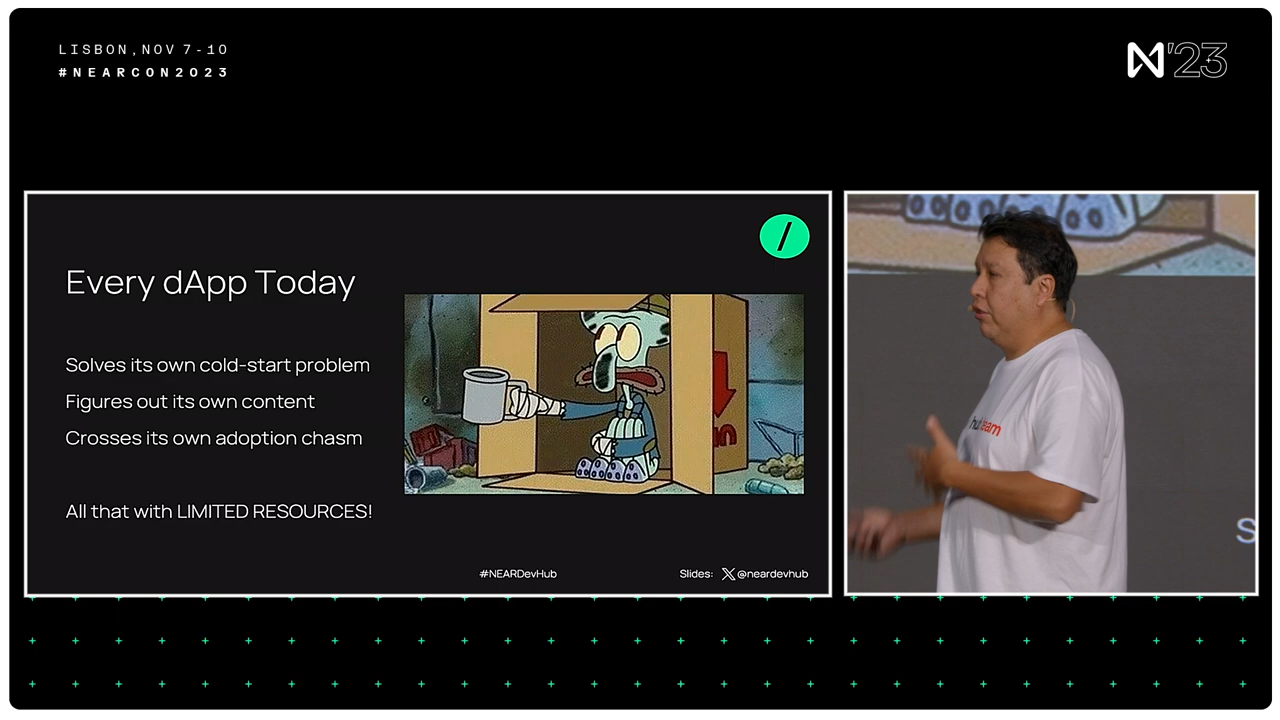 LISBON, NOV 7-10
#NEARCON2023
'23
Every dApp Today
Solves its own cold-start problem
Figures out its own content
Crosses its own adoption chasm
All that with LIMITED RESOURCES!
#NEARDevHub
Slides: X @neardevhub
team
S